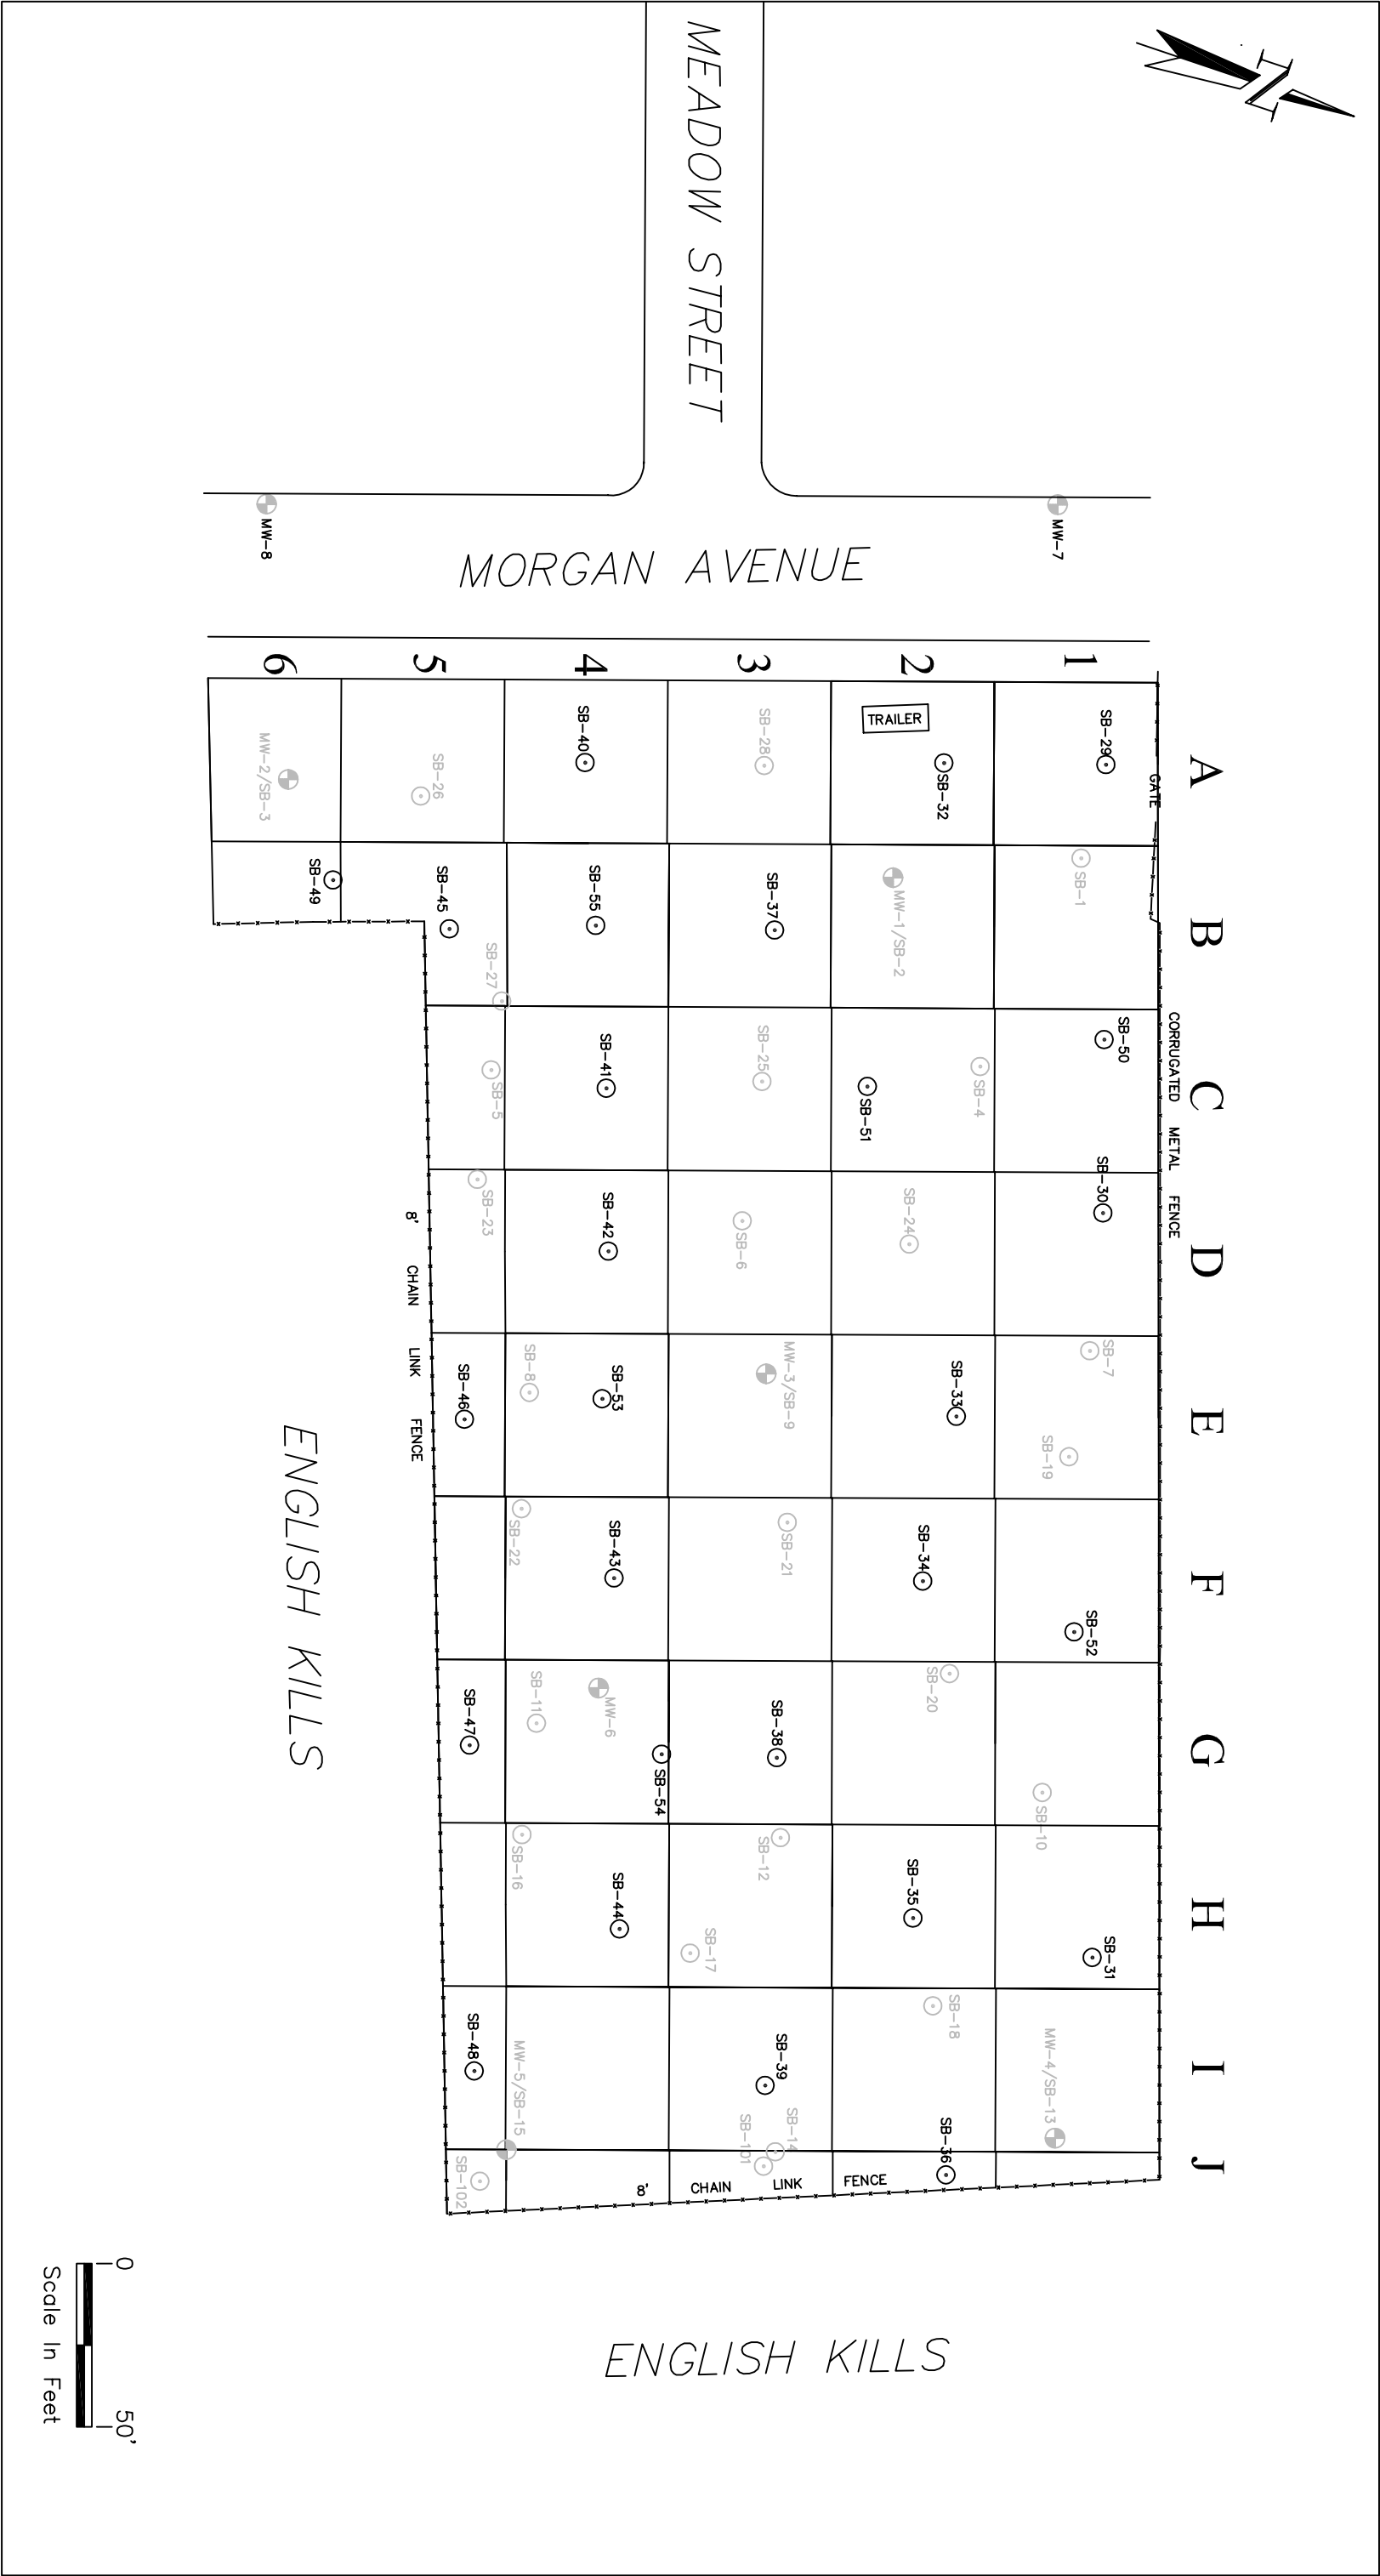 MEADOW STREET
MORGAN AVENUE
MW-7
MW-8
A
B
C
D
E
F
G
H
I
J
1
2
3
4
5
6
GATE
CORRUGATED METAL FENCE
TRAILER
SB-29
SB-1
SB-50
SB-30
SB-7
SB-19
SB-52
SB-10
SB-31
MW-4/SB-13
SB-32
MW-1/SB-2
SB-4
SB-51
SB-24
SB-33
SB-34
SB-20
SB-35
SB-18
SB-36
SB-28
SB-37
SB-25
SB-6
MW-3/SB-9
SB-21
SB-38
SB-12
SB-17
SB-39
SB-14
SB-101
SB-40
SB-55
SB-41
SB-42
SB-53
SB-8
SB-43
SB-22
MW-6
SB-11
SB-54
SB-44
SB-16
MW-5/SB-15
SB-26
SB-45
SB-27
SB-5
SB-23
SB-46
SB-47
SB-48
SB-102
MW-2/SB-3
SB-49
8' CHAIN LINK FENCE
8' CHAIN LINK FENCE
ENGLISH KILLS
ENGLISH KILLS
0 50'
Scale In Feet